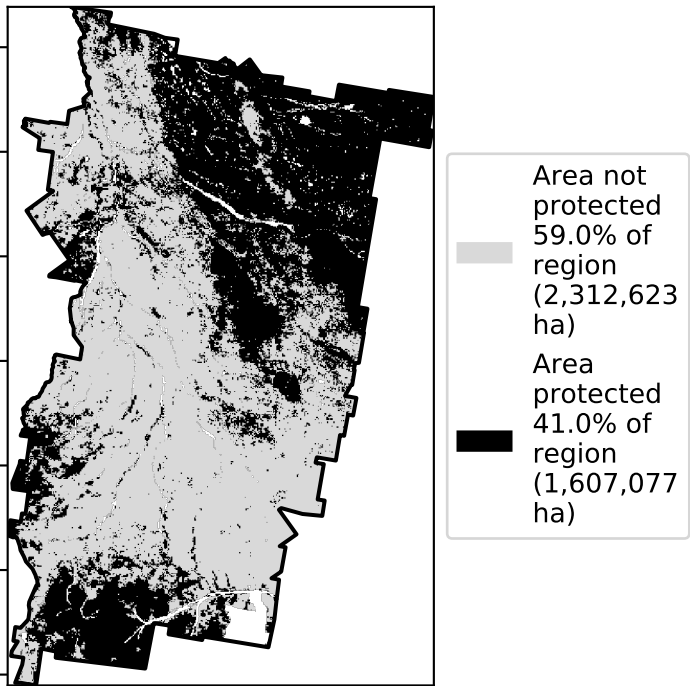 Area not
protected
59.0% of
region
(2,312,623
ha)
Area
protected
41.0% of
region
(1,607,077
ha)